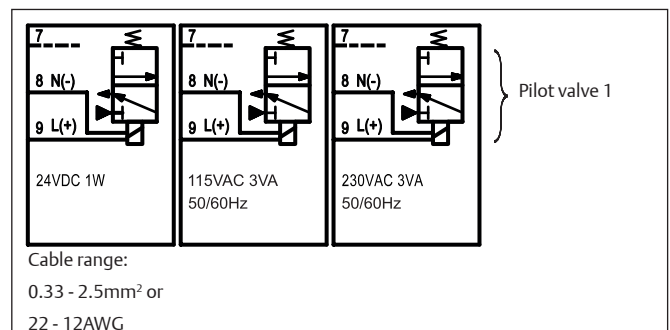 7
8 N(-)
9 L(+)
24VDC 1W
7
8 N(-)
9 L(+)
115VAC 3VA
50/60Hz
7
8 N(-)
9 L(+)
230VAC 3VA
50/60Hz
Pilot valve 1
Cable range:
0.33 - 2.5mm² or
22 - 12AWG